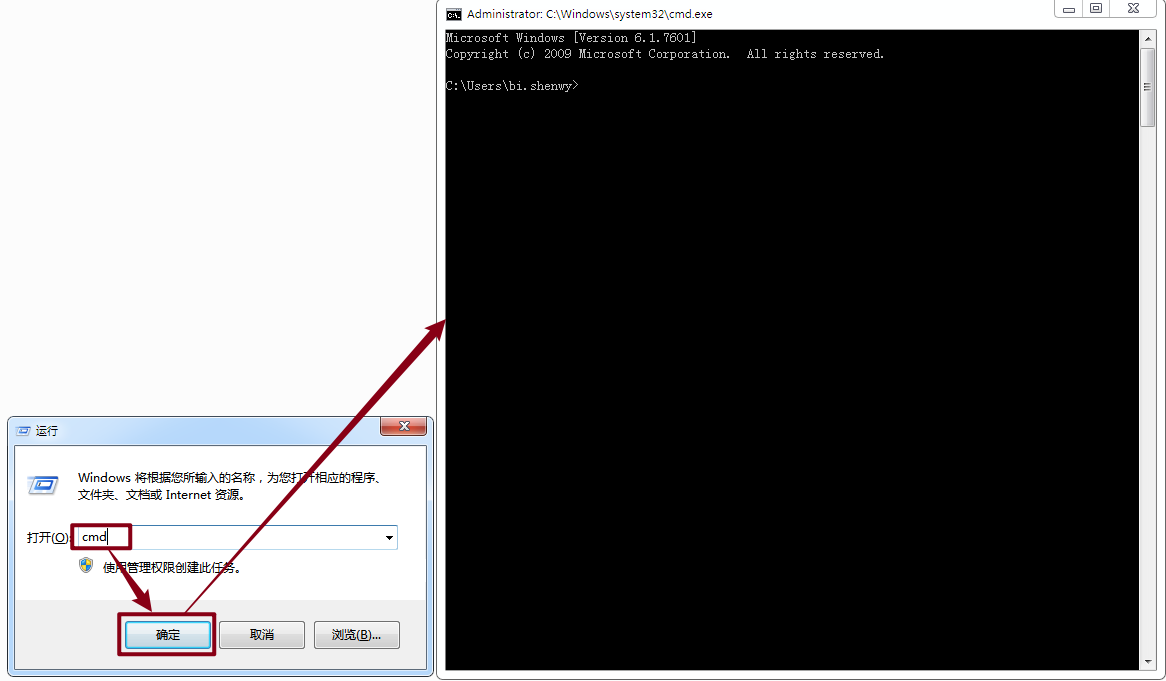 Administrator: C:\Windows\system32\cmd.exe
Microsoft Windows [Version 6.1.7601]
Copyright (c) 2009 Microsoft Corporation.  All rights reserved.
C:\Users\bi.shenwy>
运行
Windows 将根据您所输入的名称，为您打开相应的程序、
文件夹、文档或 Internet 资源。
打开(O): cmd
使用管理权限创建此任务。
确定 取消 浏览(B)...